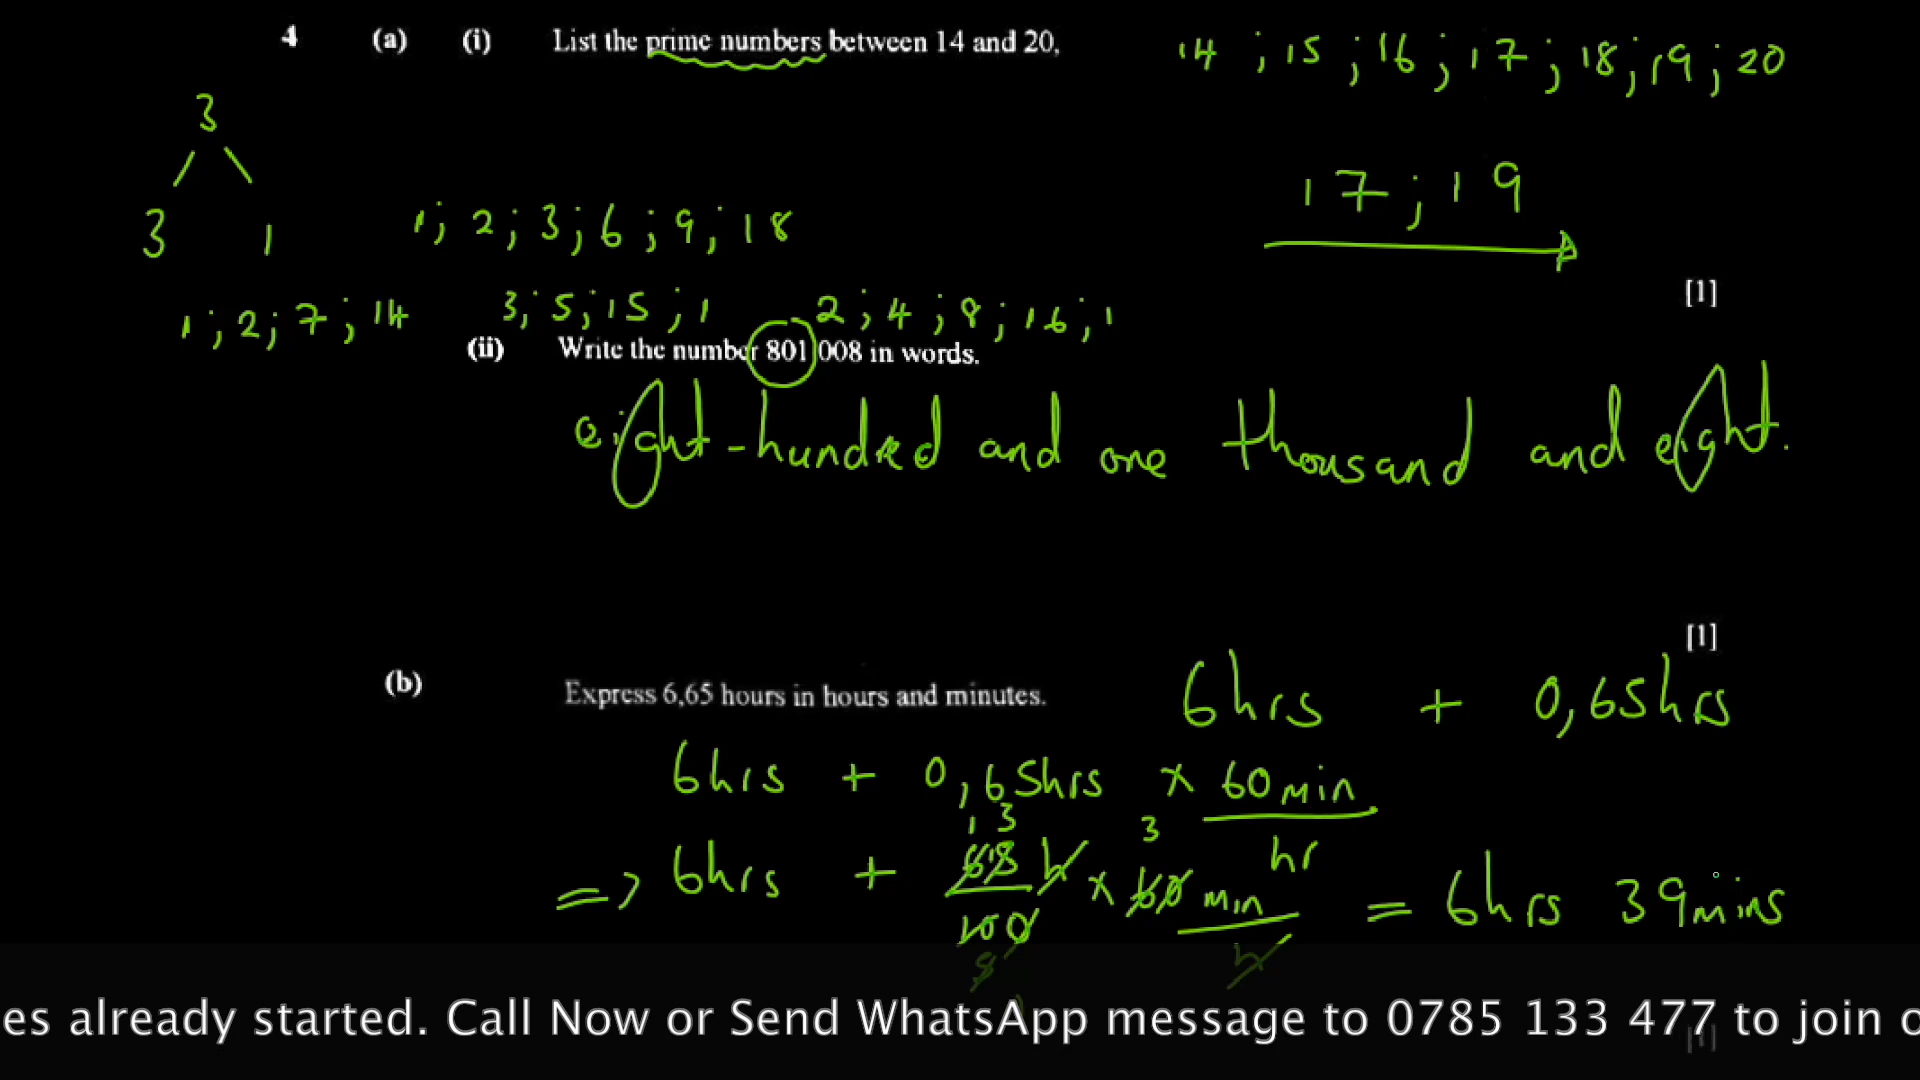 4 (a) (i) List the prime numbers between 14 and 20,
14 ; 15 ; 16 ; 17 ; 18 ; 19 ; 20
3
3 1
17 ; 19
1; 2 ; 3 ; 6 ; 9 ; 18
[1]
1 ; 2 ; 7 ; 14
3 ; 5 ; 15 ; 1
2 ; 4 ; 8 ; 16 ; 1
(ii) Write the number 801 008 in words.
eight-hundred and one thousand and eight.
[1]
(b) Express 6,65 hours in hours and minutes.
6hrs + 0,65hrs
6hrs + 0,65hrs × 60min
hr
13 3
=> 6hrs + 65 h × 60 min = 6hrs 39mins
100 h
es already started. Call Now or Send WhatsApp message to 0785 133 477 to join o
[1]